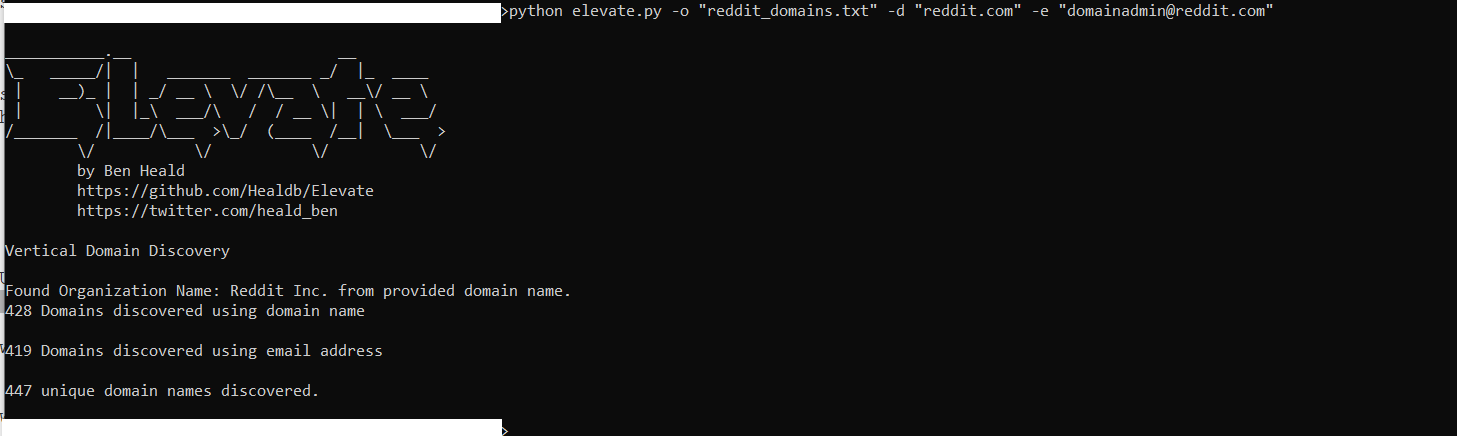 >python elevate.py -o "reddit_domains.txt" -d "reddit.com" -e "domainadmin@reddit.com"
Elevate
by Ben Heald
https://github.com/Healdb/Elevate
https://twitter.com/heald_ben
Vertical Domain Discovery
Found Organization Name: Reddit Inc. from provided domain name.
428 Domains discovered using domain name
419 Domains discovered using email address
447 unique domain names discovered.
>